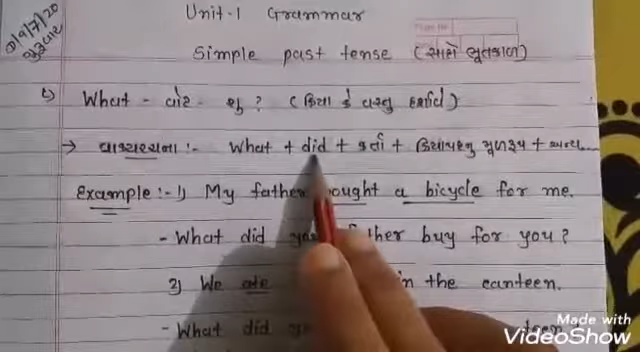 Unit-1 Grammar
Simple past tense (સાદો ભૂતકાળ)
What - વોટ - શું? (ક્રિયા કે વસ્તુ દર્શાવે)
→ વાક્યરચના :- What + did + કર્તા + ક્રિયાપદનું મૂળરૂપ + અન્ય.....
Example :- 1) My father bought a bicycle for me.
- What did father buy for you?
2) We ate in the canteen.
- What did
Made with
VideoShow